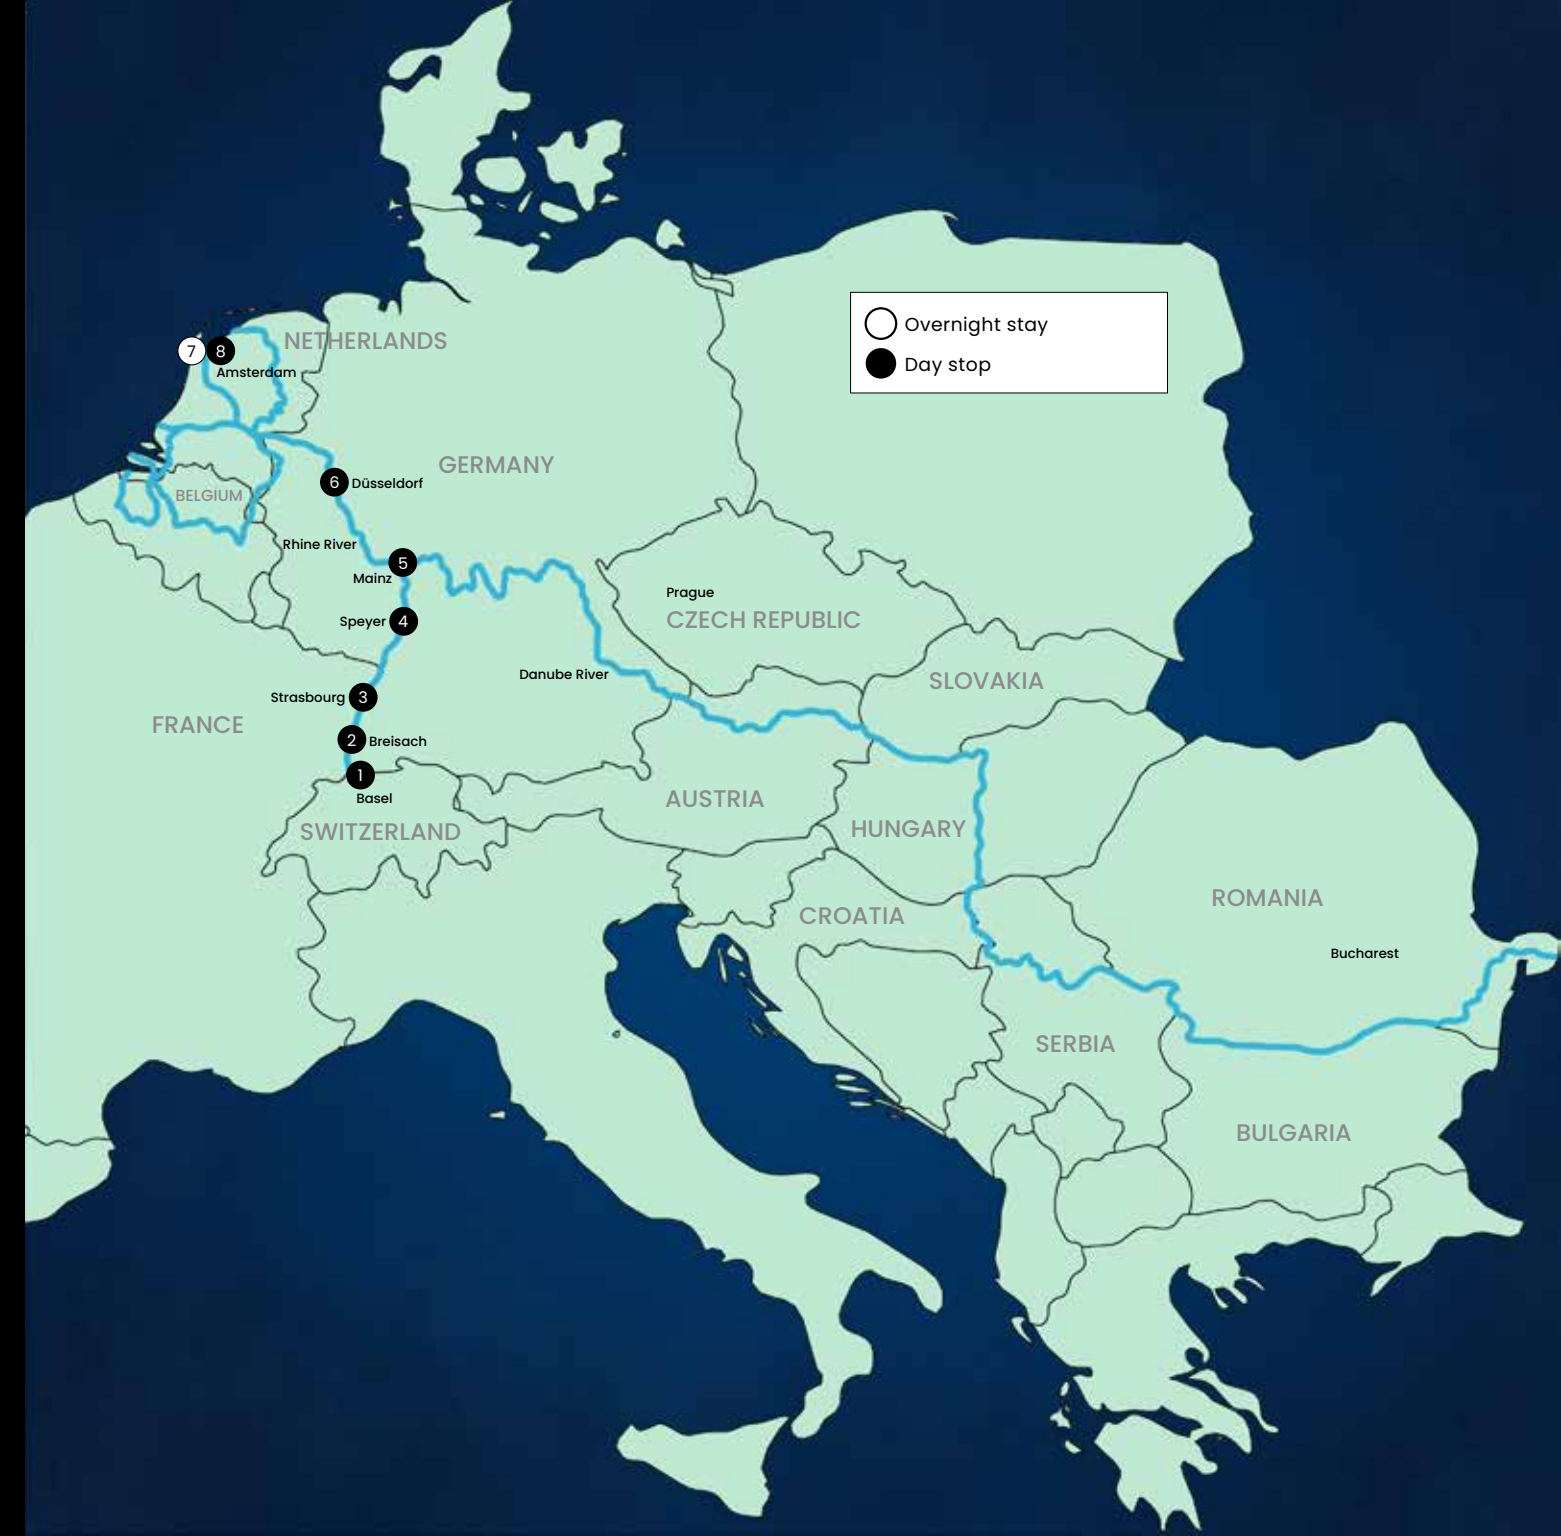 Overnight stay
Day stop
NETHERLANDS
7
8
Amsterdam
GERMANY
6
Düsseldorf
BELGIUM
Rhine River
5
Mainz
Prague
CZECH REPUBLIC
Speyer
4
Danube River
SLOVAKIA
Strasbourg
3
FRANCE
2
Breisach
1
Basel
AUSTRIA
SWITZERLAND
HUNGARY
ROMANIA
CROATIA
Bucharest
SERBIA
BULGARIA